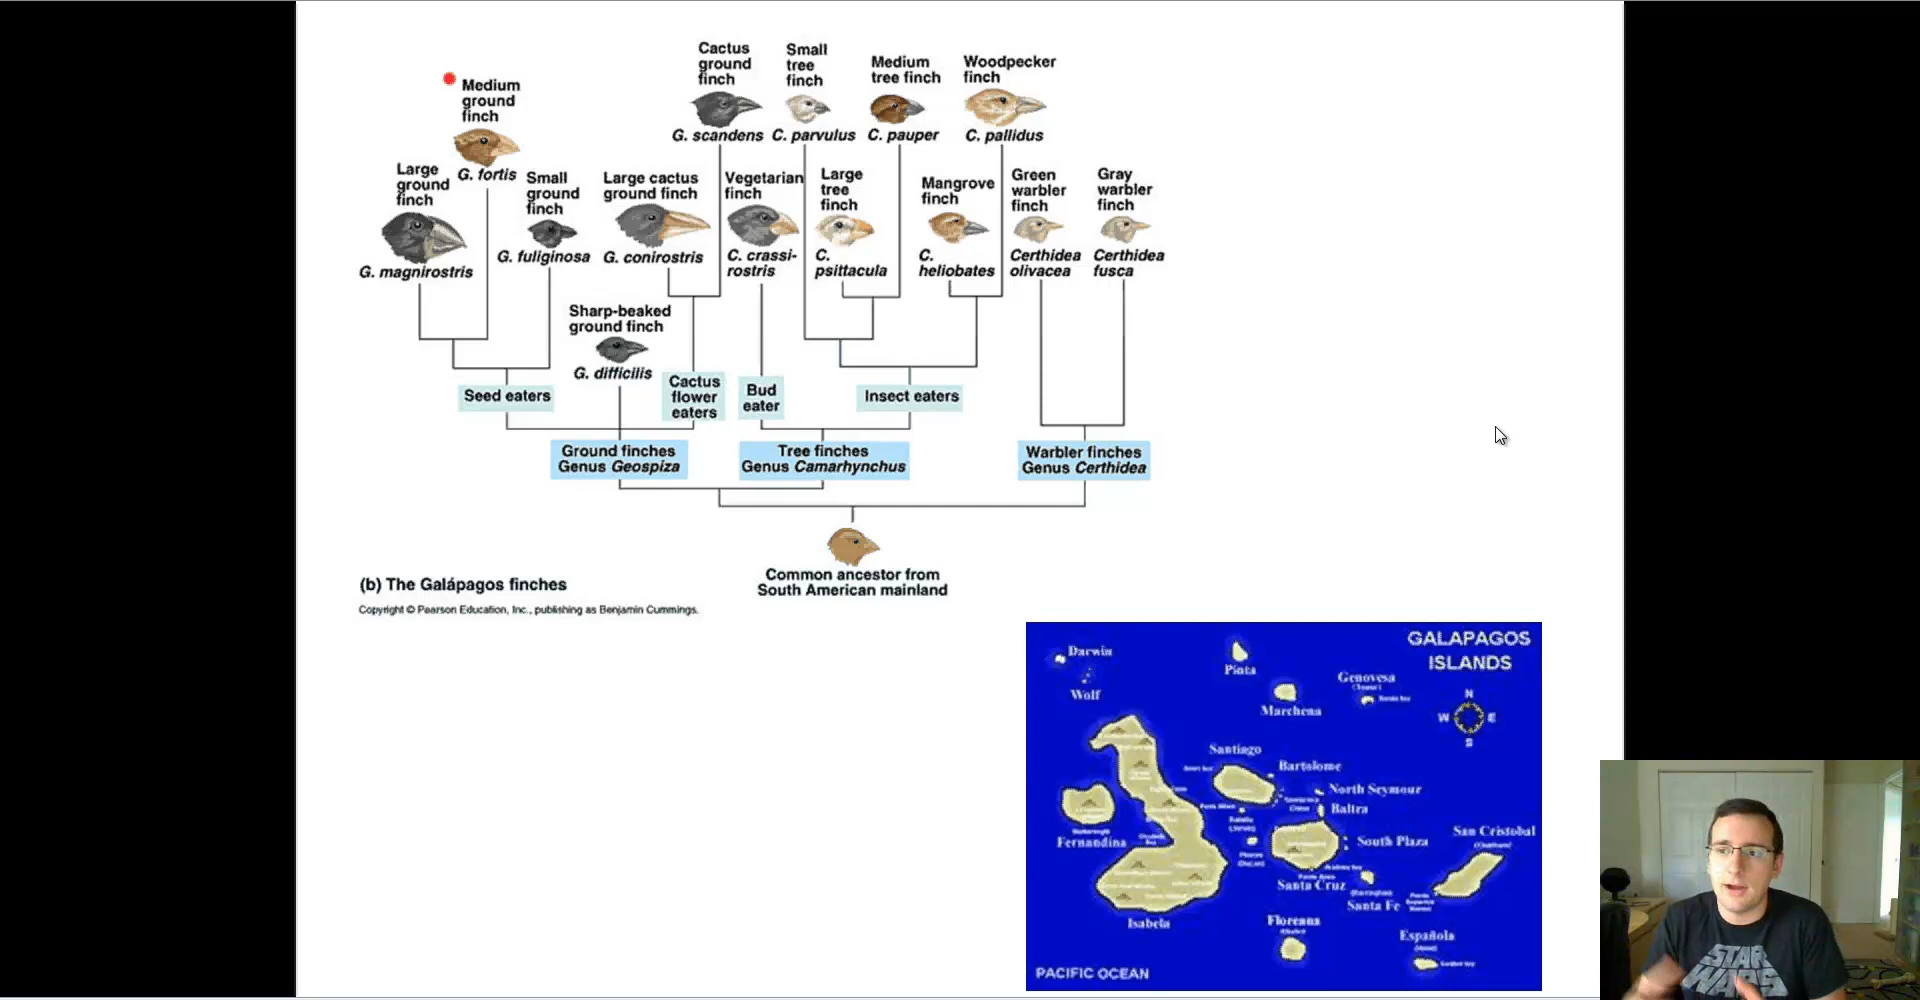 Cactus
ground
finch
Small
tree
finch
Medium
tree finch
Woodpecker
finch
Medium
ground
finch
G. scandens
C. parvulus
C. pauper
C. pallidus
Large
ground
finch
G. fortis
Small
ground
finch
Large cactus
ground finch
Vegetarian
finch
Large
tree
finch
Mangrove
finch
Green
warbler
finch
Gray
warbler
finch
G. magnirostris
G. fuliginosa
G. conirostris
C. crassi-
rostris
C.
psittacula
C.
heliobates
Certhidea
olivacea
Certhidea
fusca
Sharp-beaked
ground finch
G. difficilis
Seed eaters
Cactus
flower
eaters
Bud
eater
Insect eaters
Ground finches
Genus Geospiza
Tree finches
Genus Camarhynchus
Warbler finches
Genus Certhidea
Common ancestor from
South American mainland
(b) The Galápagos finches
Copyright © Pearson Education, Inc., publishing as Benjamin Cummings.
GALAPAGOS
ISLANDS
Darwin
Wolf
Pinta
Marchena
Genovesa
N
W
E
S
Santiago
Bartolome
North Seymour
Baltra
South Plaza
San Cristobal
(Chatham)
Fernandina
Santa Cruz
Santa Fe
Isabela
Floreana
Española
PACIFIC OCEAN
STAR
WARS